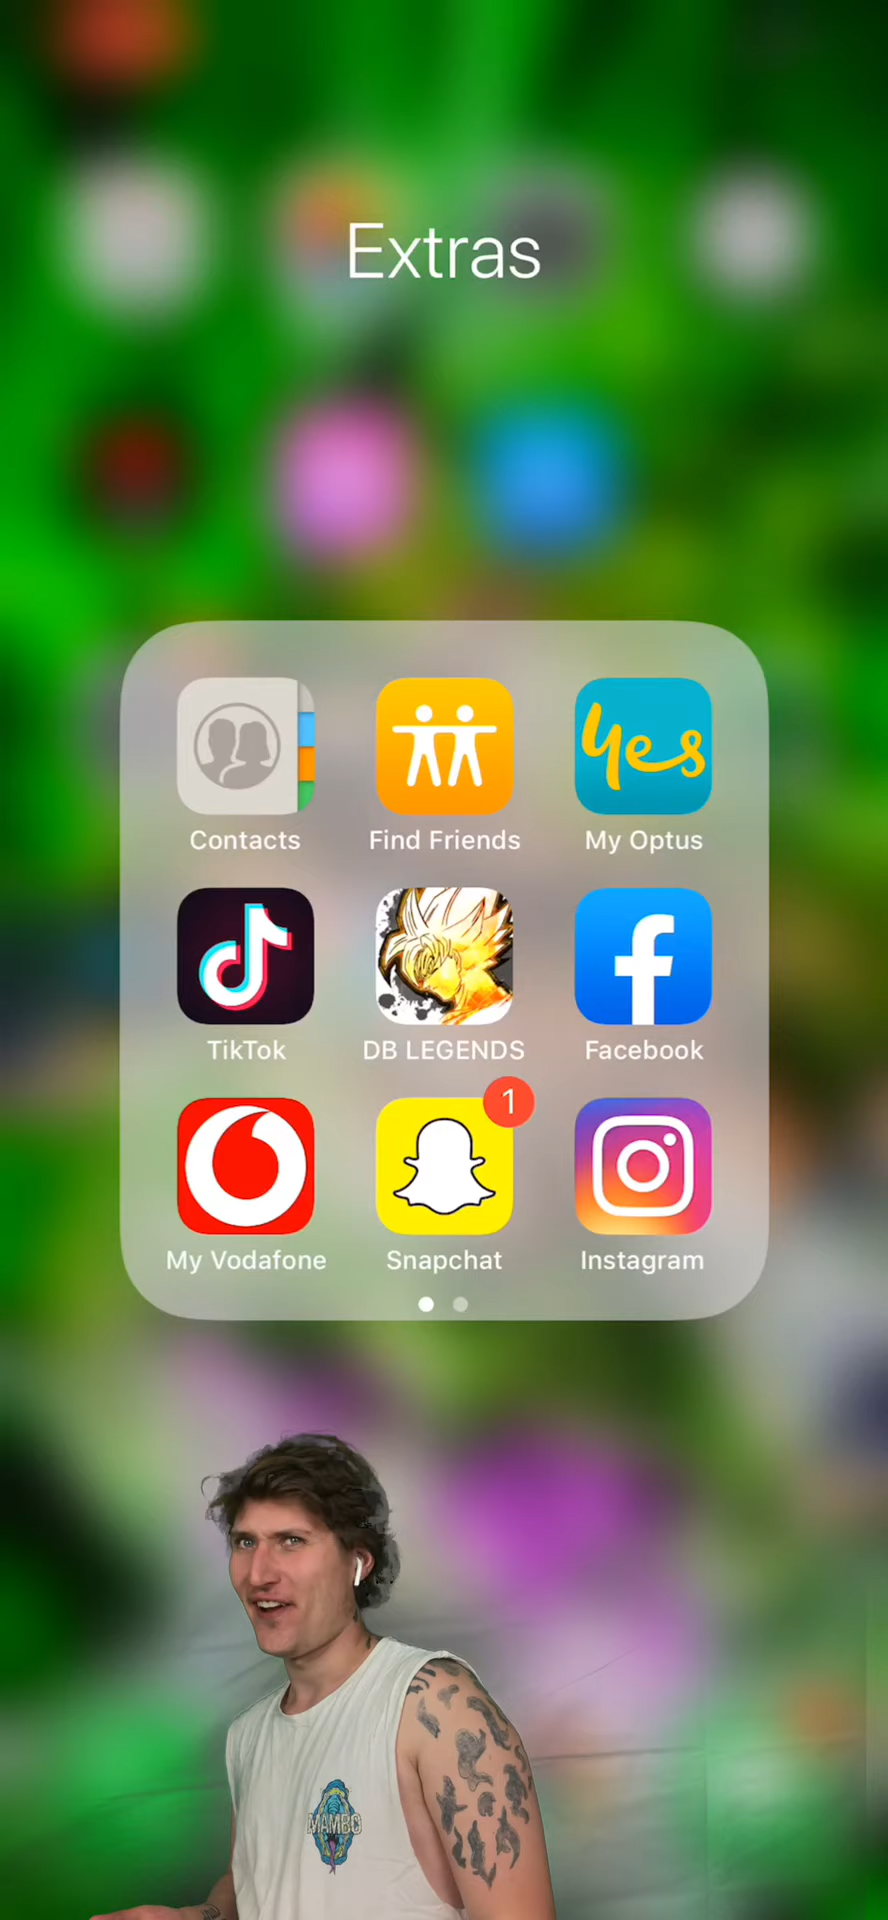 Extras
yes
Contacts
Find Friends
My Optus
TikTok
DB LEGENDS
Facebook
1
My Vodafone
Snapchat
Instagram
MAMBO